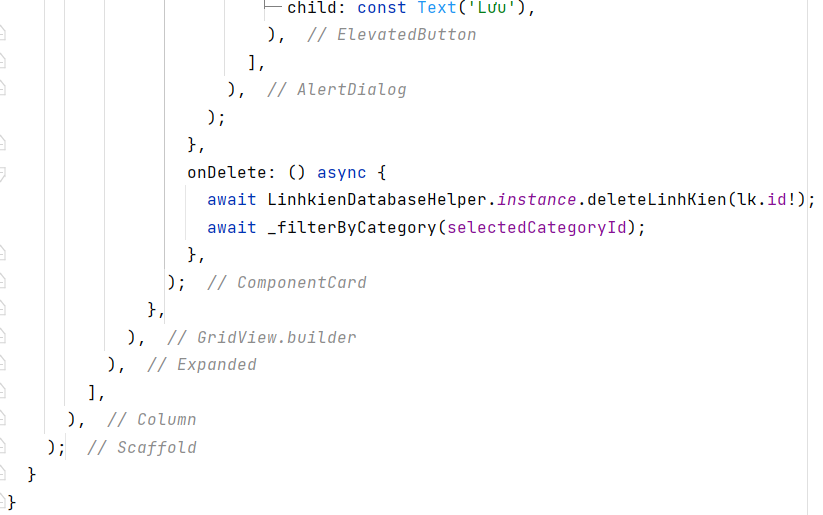 child: const Text('Lưu'),
),  // ElevatedButton
],
),  // AlertDialog
);
},
onDelete: () async {
await LinhkienDatabaseHelper.instance.deleteLinhKien(lk.id!);
await _filterByCategory(selectedCategoryId);
},
);  // ComponentCard
},
),  // GridView.builder
),  // Expanded
],
),  // Column
);  // Scaffold
}
}